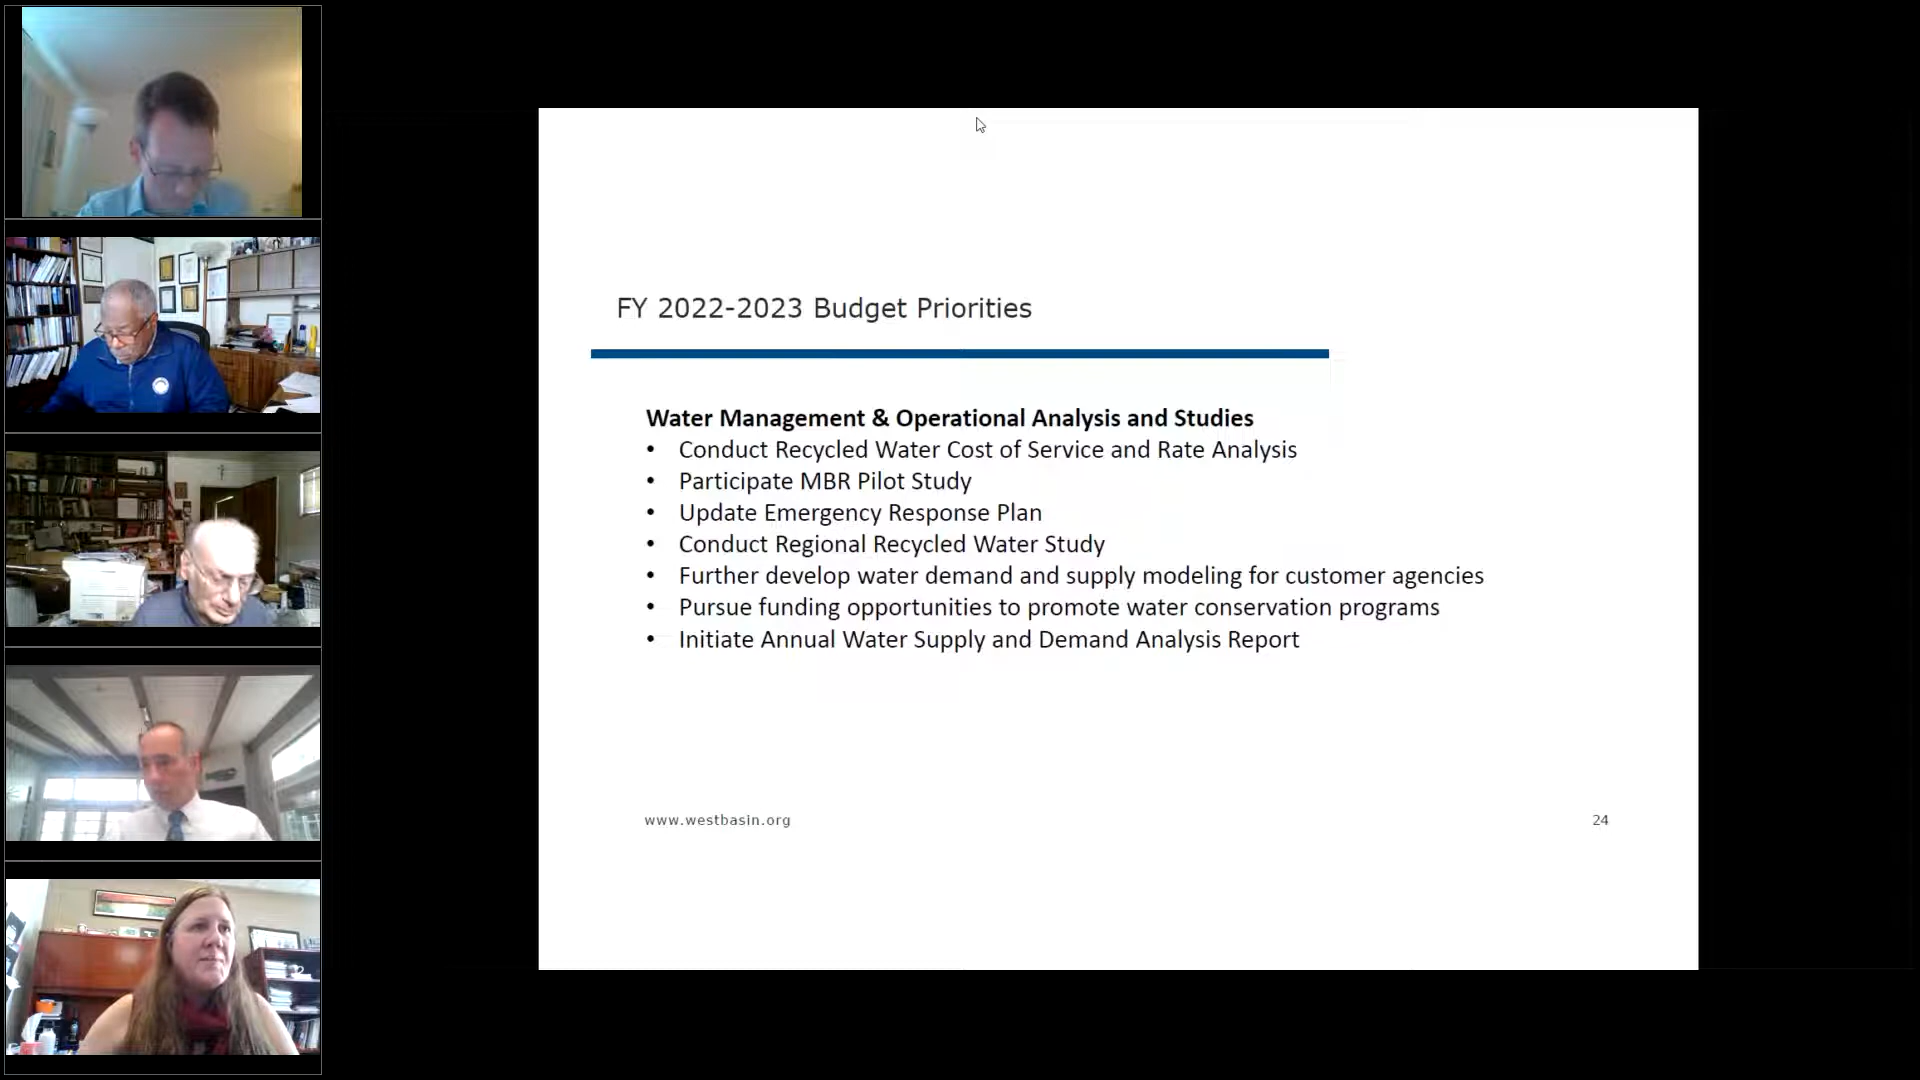 FY 2022-2023 Budget Priorities
Water Management & Operational Analysis and Studies
• Conduct Recycled Water Cost of Service and Rate Analysis
• Participate MBR Pilot Study
• Update Emergency Response Plan
• Conduct Regional Recycled Water Study
• Further develop water demand and supply modeling for customer agencies
• Pursue funding opportunities to promote water conservation programs
• Initiate Annual Water Supply and Demand Analysis Report
www.westbasin.org
24